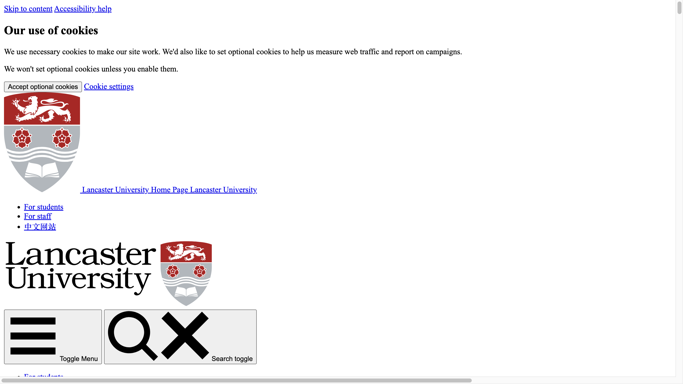 Skip to content Accessibility help
Our use of cookies
We use necessary cookies to make our site work. We'd also like to set optional cookies to help us measure web traffic and report on campaigns.
We won't set optional cookies unless you enable them.
Accept optional cookies Cookie settings
Lancaster University Home Page Lancaster University
For students
For staff
中文网站
Lancaster
University
Toggle Menu Search toggle
For students